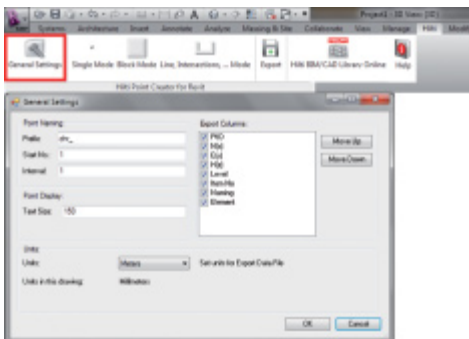 Project1 - 3D View: {3D}
Systems Architecture Insert Annotate Analyze Massing & Site Collaborate View Manage Hilti Modify
General Settings Single Mode Block Mode Line, Intersections, ... Mode Export Hilti BIM/CAD Library Online Help
Hilti Point Creator for Revit
General Settings
Point Naming
Prefix
Start No. 1
Interval 1
Point Display
Text Size: 150
Export Columns:
PtID
N(x)
E(y)
H(z)
Level
Item No
Naming
Element
Move Up
Move Down
Units
Units: Meters Set units for Export Data File
Units in this drawing: Millimeters
OK Cancel